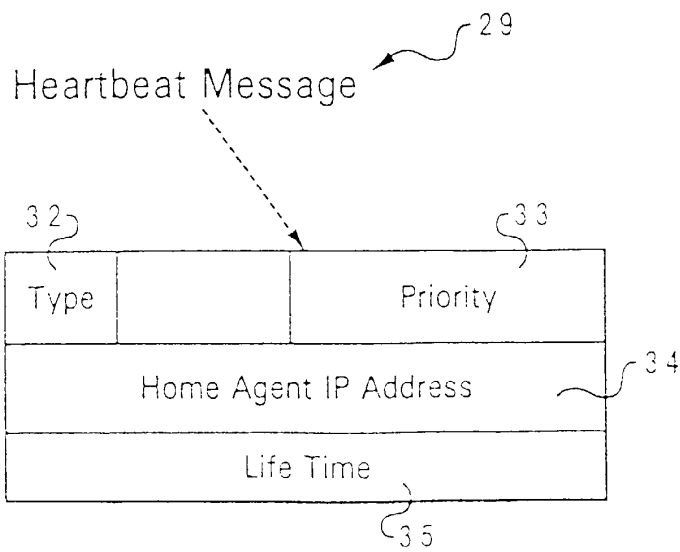 29
Heartbeat Message
32
33
Type
Priority
Home Agent IP Address
34
Life Time
35